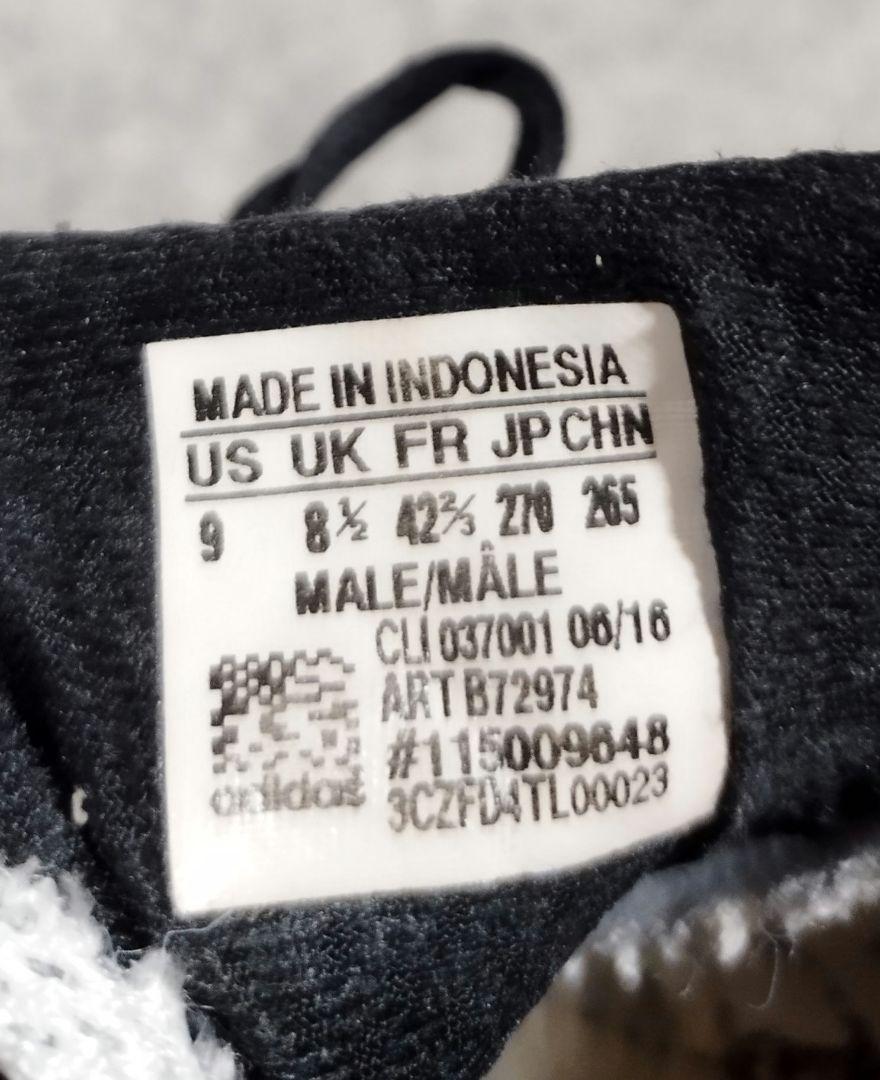 MADE IN INDONESIA
US UK FR JP CHN
9 8½ 42⅔ 270 265
MALE/MÂLE
CLI 037001 06/16
ART B72974
#115009648
3CZFD4TL00023
adidas